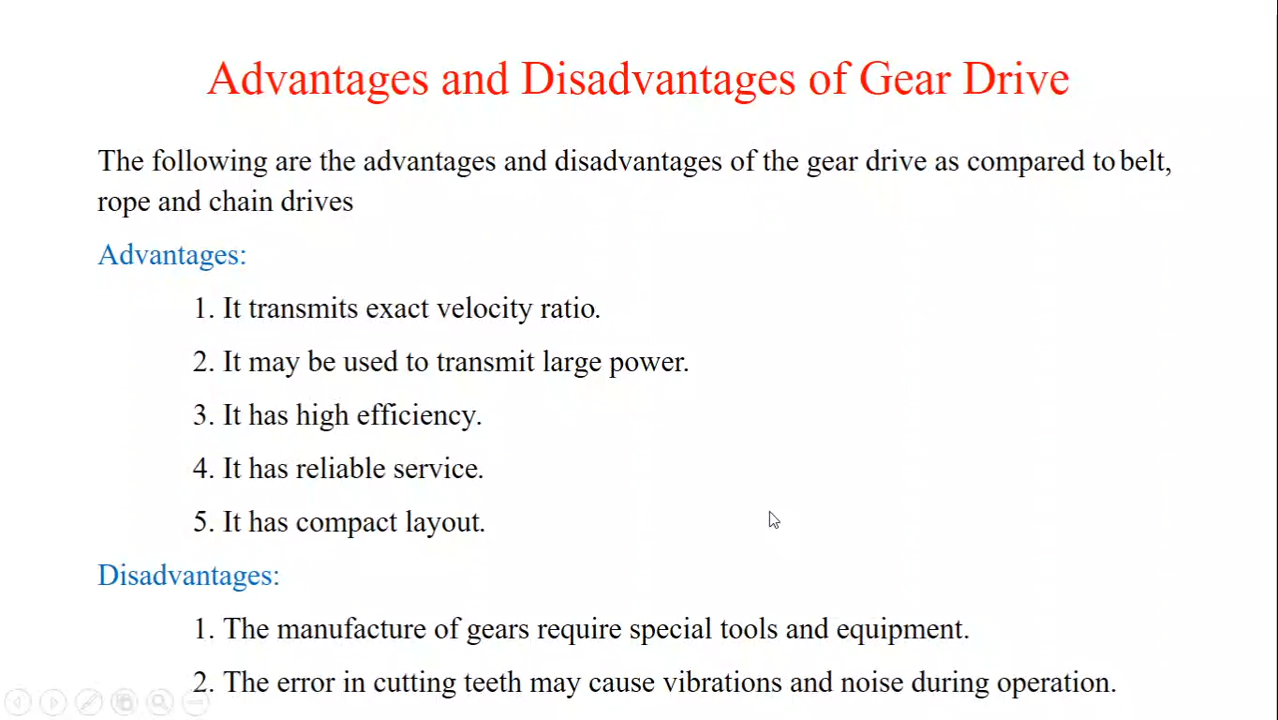 Advantages and Disadvantages of Gear Drive
The following are the advantages and disadvantages of the gear drive as compared to belt,
rope and chain drives
Advantages:
1. It transmits exact velocity ratio.
2. It may be used to transmit large power.
3. It has high efficiency.
4. It has reliable service.
5. It has compact layout.
Disadvantages:
1. The manufacture of gears require special tools and equipment.
2. The error in cutting teeth may cause vibrations and noise during operation.